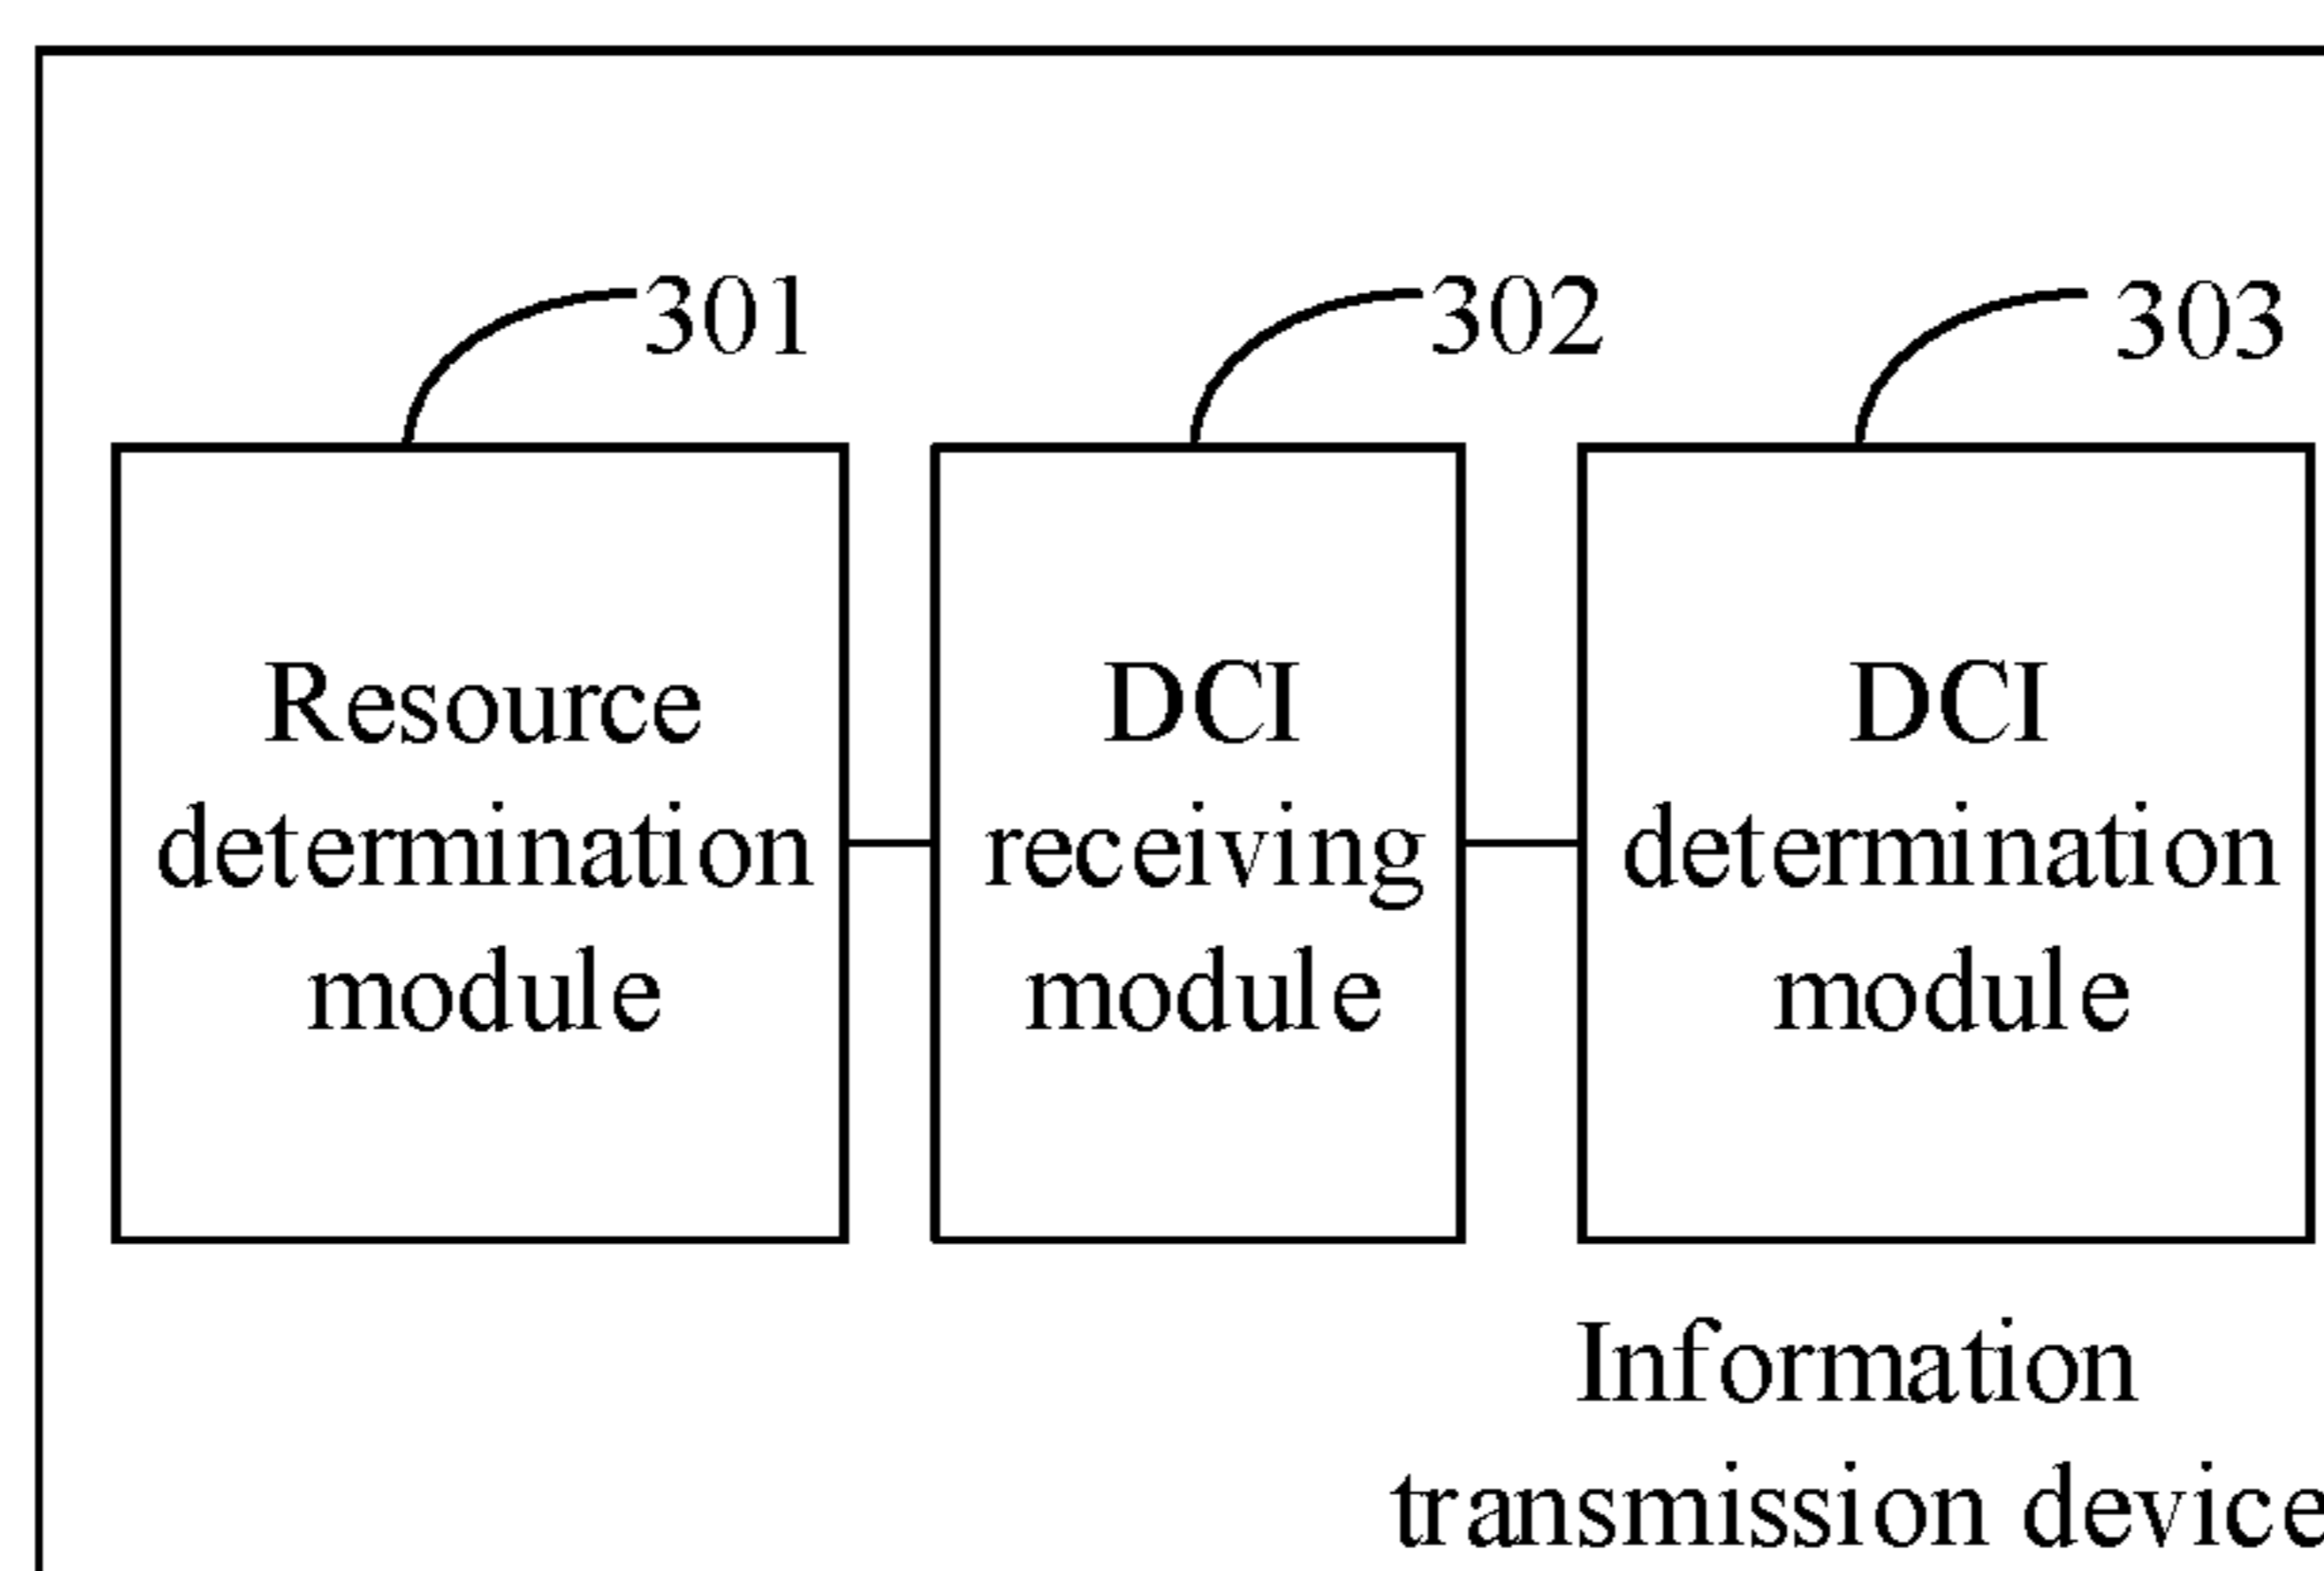 301
302
303
Resource
determination
module
DCI
receiving
module
DCI
determination
module
Information
transmission device